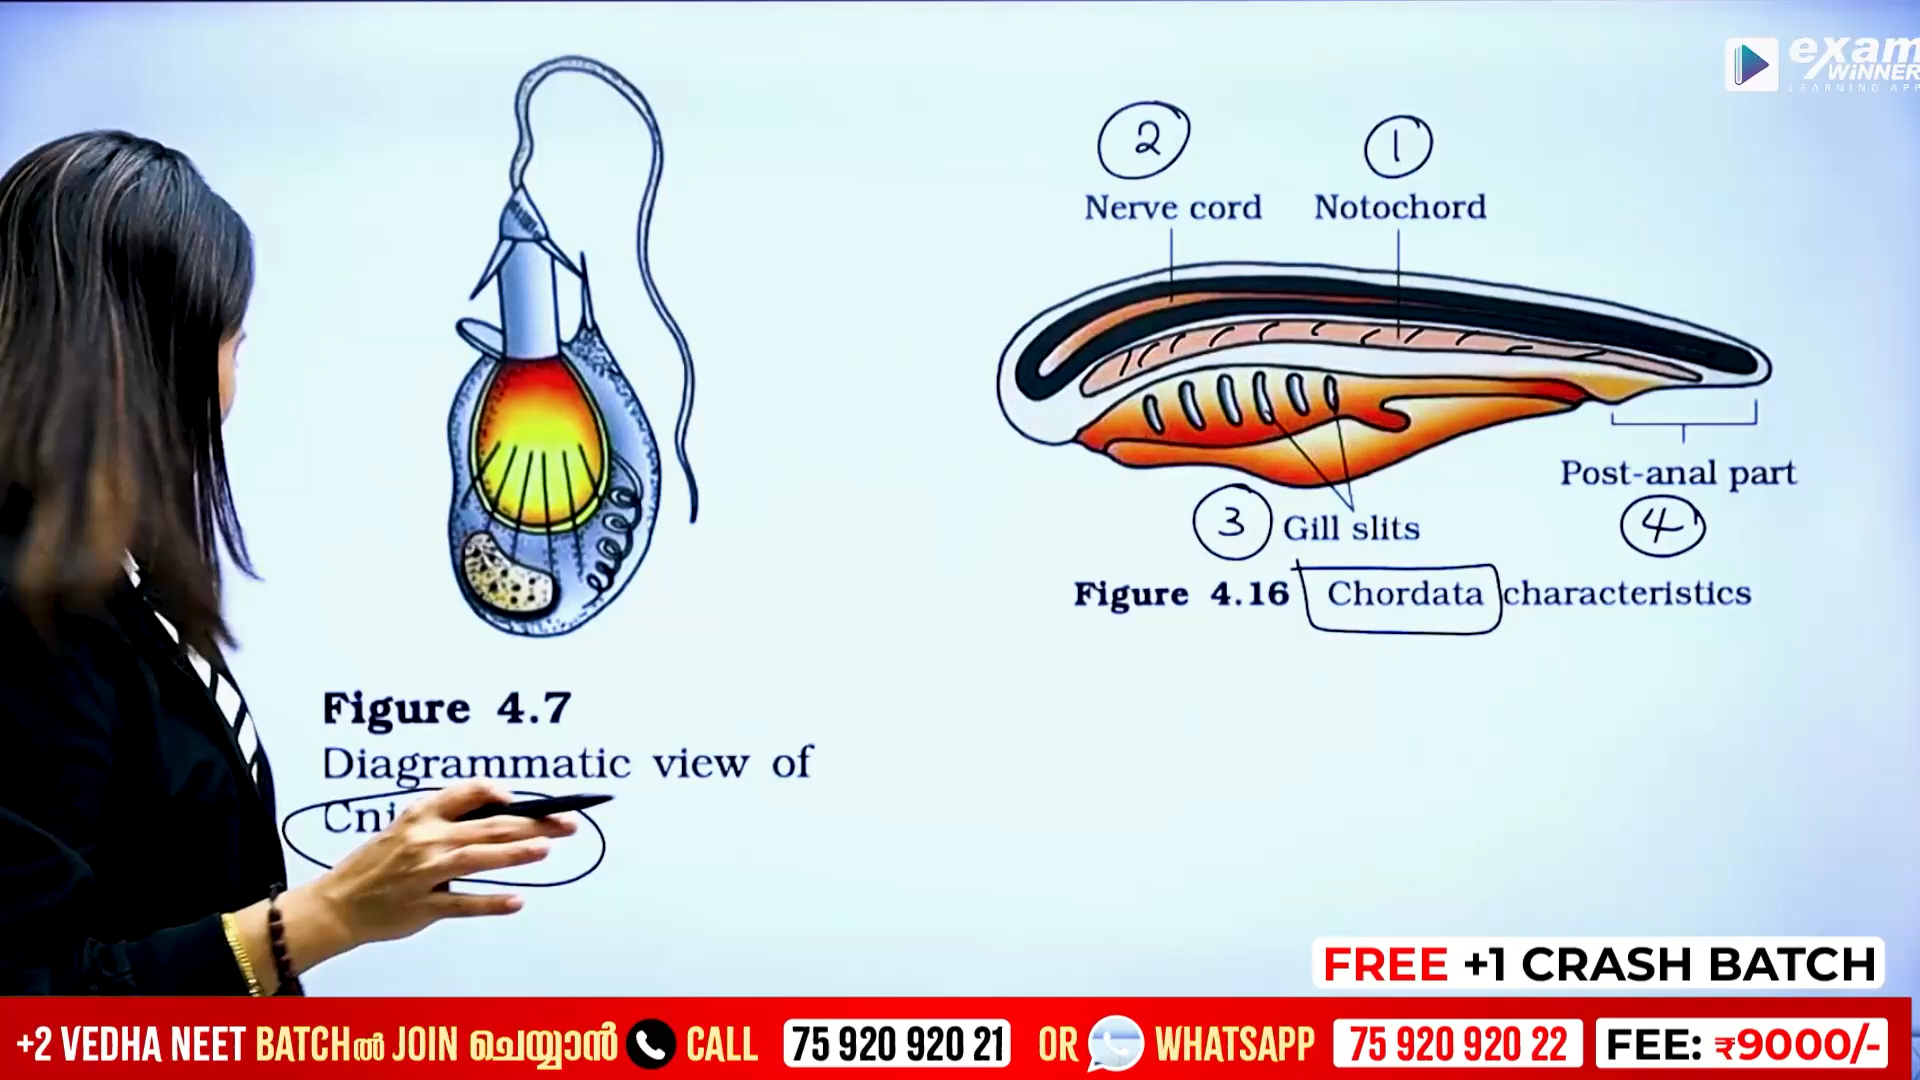 exam
WiNNER
LEARNING APP
2
1
Nerve cord Notochord
Post-anal part
3 Gill slits
4
Figure 4.16 Chordata characteristics
Figure 4.7
Diagrammatic view of
FREE +1 CRASH BATCH
+2 VEDHA NEET BATCHൽ JOIN ചെയ്യാൻ CALL 75 920 920 21 OR WHATSAPP 75 920 920 22 FEE: ₹9000/-